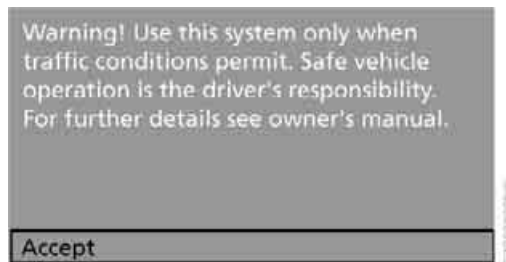 Warning! Use this system only when
traffic conditions permit. Safe vehicle
operation is the driver's responsibility.
For further details see owner's manual.
Accept